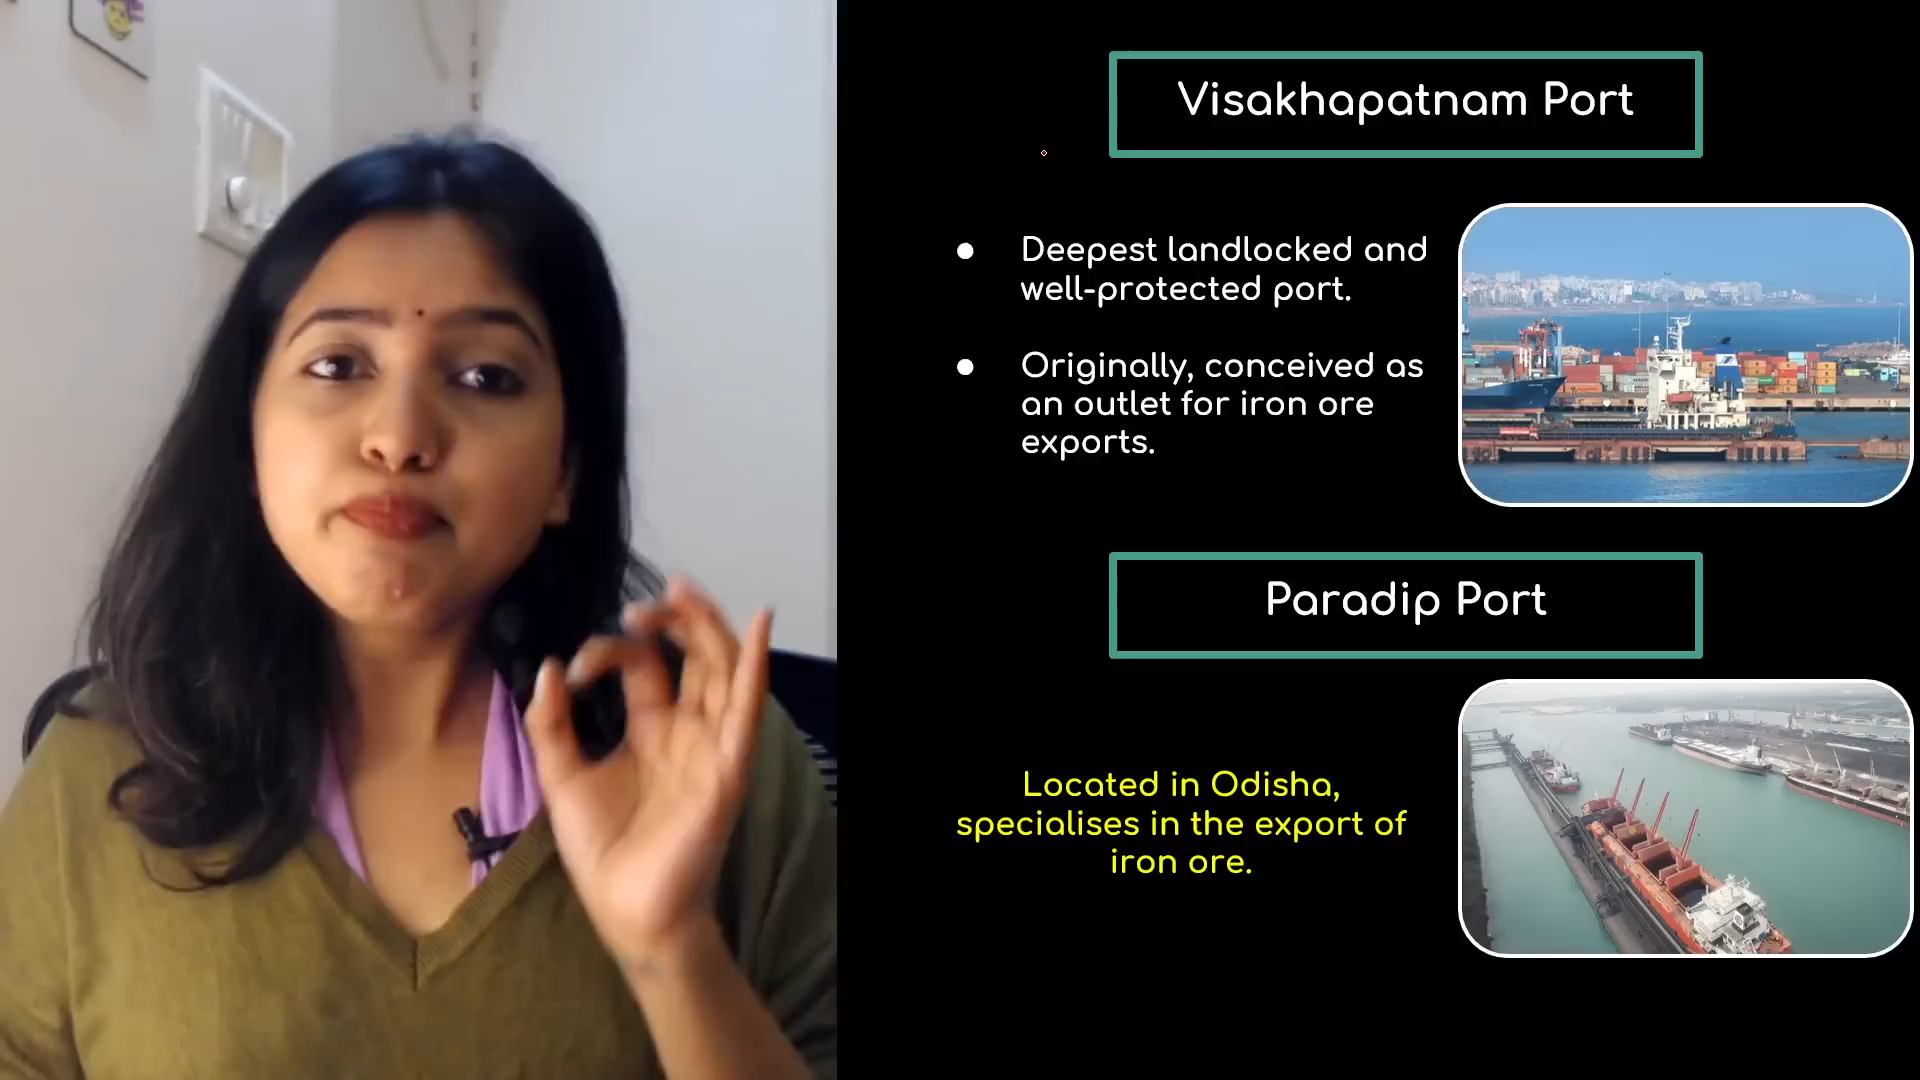 Visakhapatnam Port
● Deepest landlocked and
well-protected port.
● Originally, conceived as
an outlet for iron ore
exports.
Paradip Port
Located in Odisha,
specialises in the export of
iron ore.